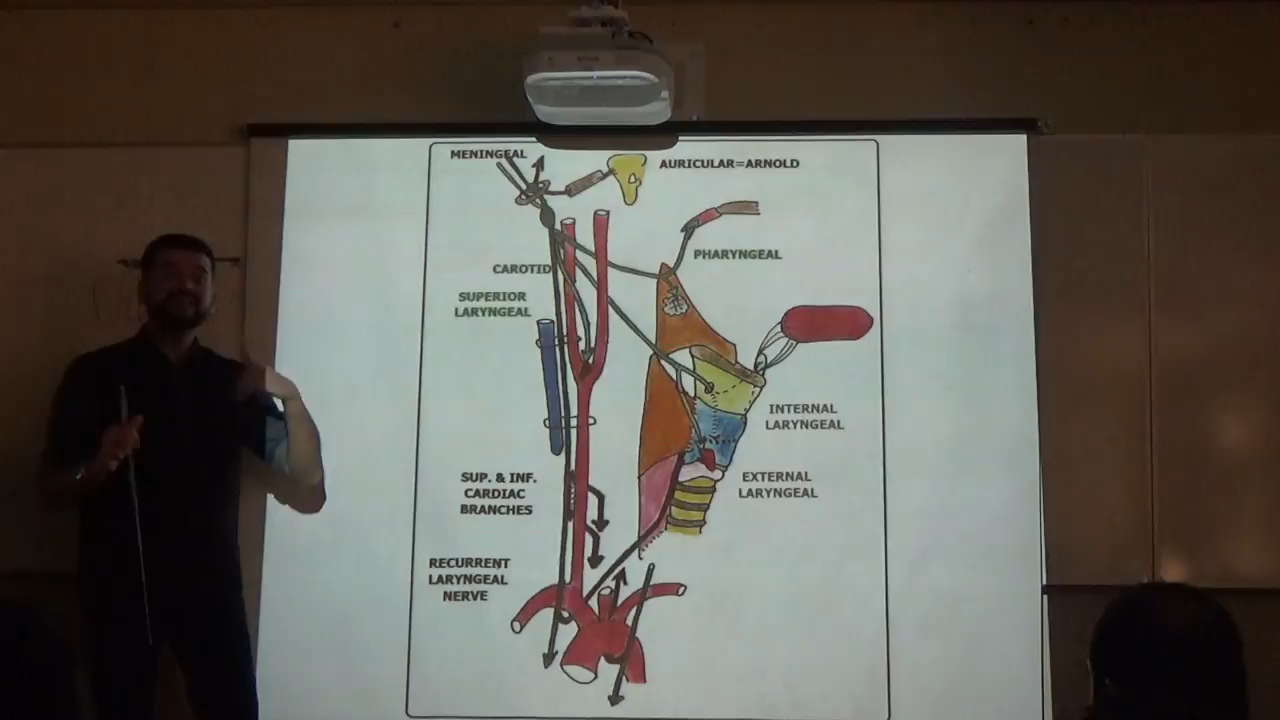 MENINGEAL
AURICULAR=ARNOLD
PHARYNGEAL
CAROTID
SUPERIOR
LARYNGEAL
INTERNAL
LARYNGEAL
SUP. & INF.
CARDIAC
BRANCHES
EXTERNAL
LARYNGEAL
RECURRENT
LARYNGEAL
NERVE